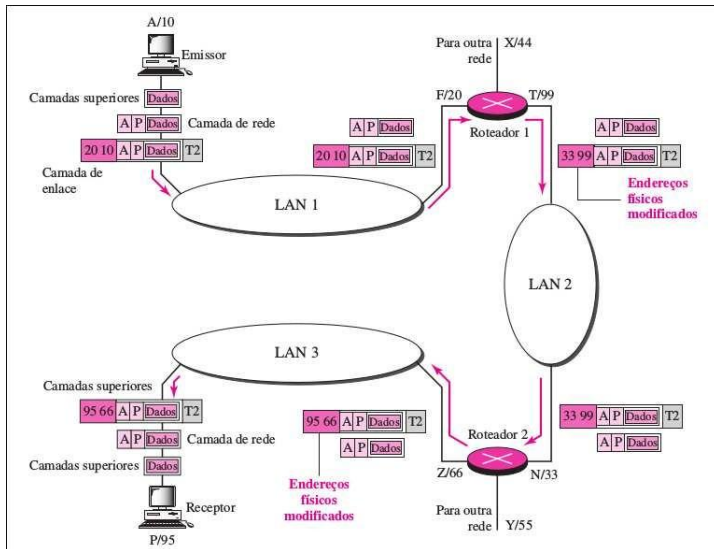 A/10
Emissor
Camadas superiores Dados
A P Dados Camada de rede
20 10 A P Dados T2
Camada de
enlace
LAN 1
Para outra
rede
X/44
F/20
T/99
Roteador 1
A P Dados
20 10 A P Dados T2
A P Dados
33 99 A P Dados T2
Endereços
físicos
modificados
LAN 2
33 99 A P Dados T2
A P Dados
Roteador 2
Z/66
N/33
Para outra
rede
Y/55
LAN 3
95 66 A P Dados T2
A P Dados
Endereços
físicos
modificados
Camadas superiores
95 66 A P Dados T2
A P Dados Camada de rede
Camadas superiores Dados
Receptor
P/95